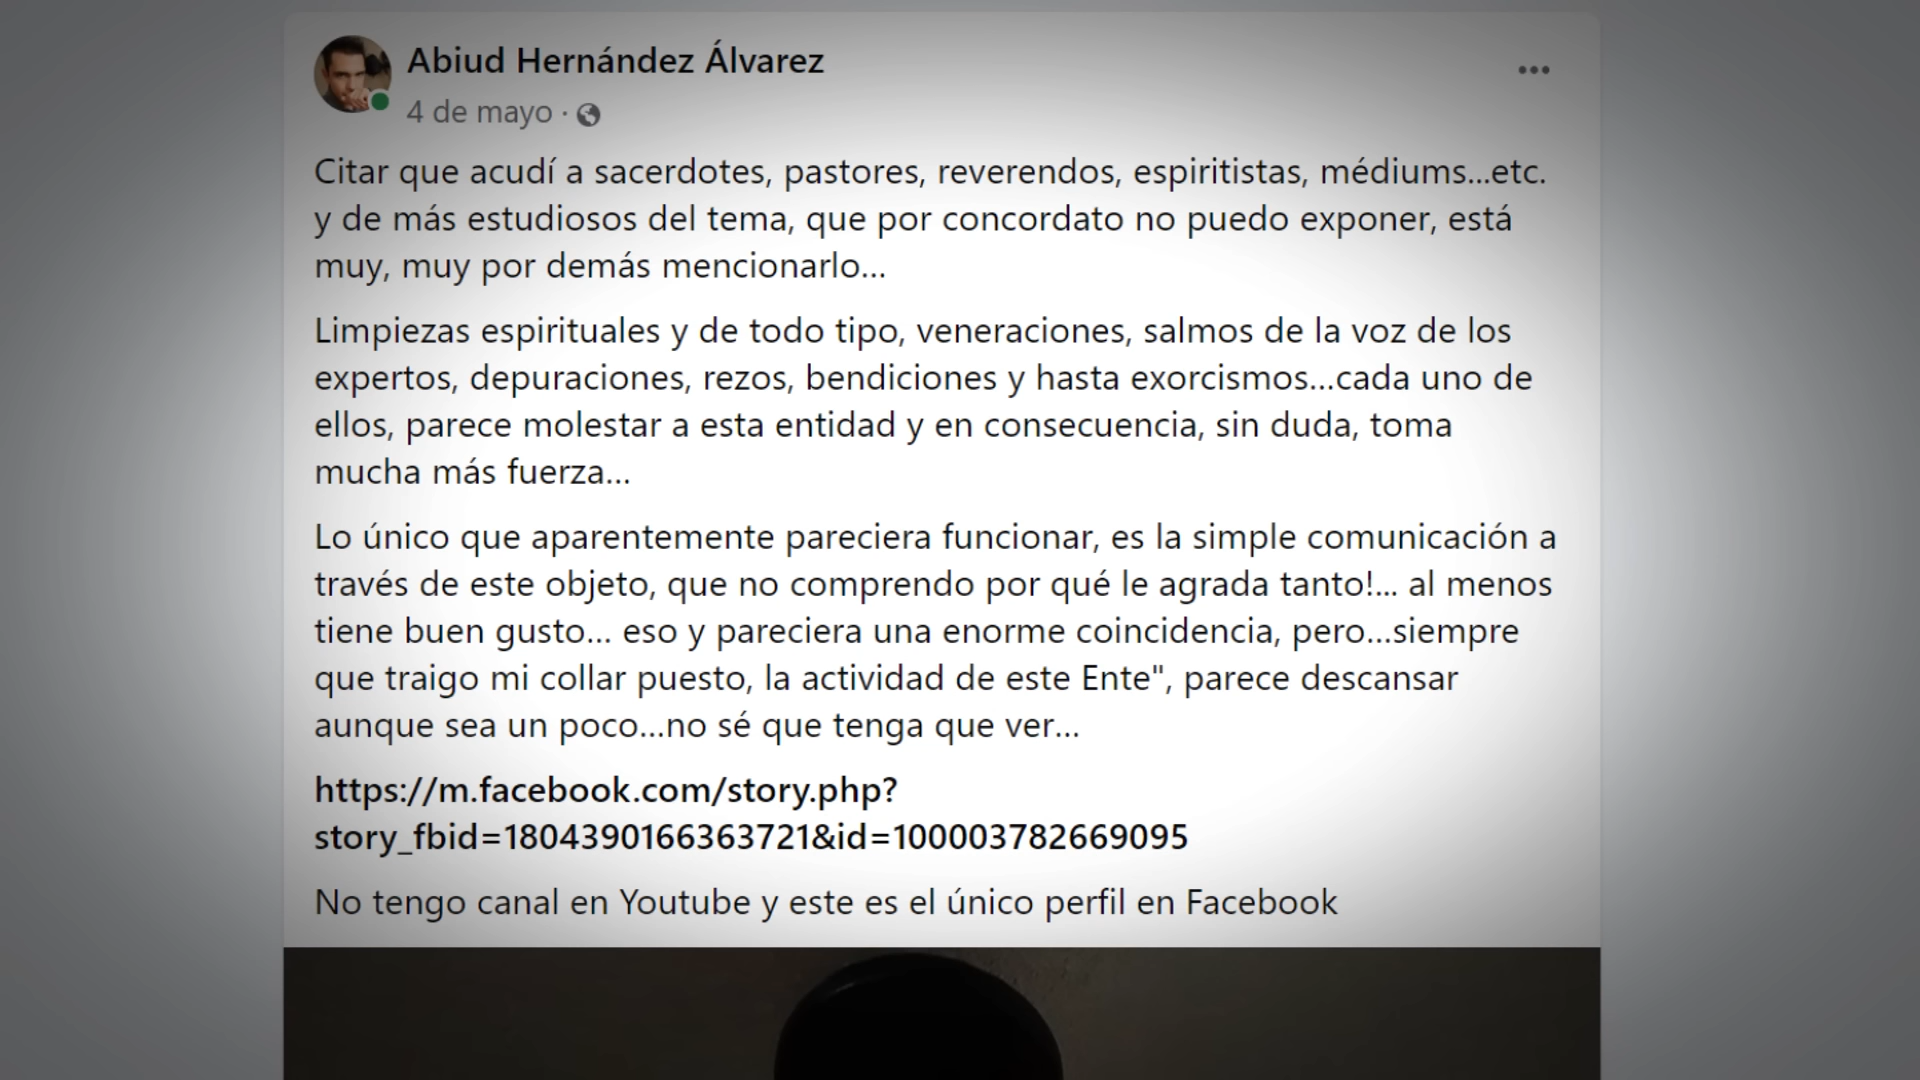 Abiud Hernández Álvarez
4 de mayo ·
Citar que acudí a sacerdotes, pastores, reverendos, espiritistas, médiums...etc.
y de más estudiosos del tema, que por concordato no puedo exponer, está
muy, muy por demás mencionarlo...
Limpiezas espirituales y de todo tipo, veneraciones, salmos de la voz de los
expertos, depuraciones, rezos, bendiciones y hasta exorcismos...cada uno de
ellos, parece molestar a esta entidad y en consecuencia, sin duda, toma
mucha más fuerza...
Lo único que aparentemente pareciera funcionar, es la simple comunicación a
través de este objeto, que no comprendo por qué le agrada tanto!... al menos
tiene buen gusto... eso y pareciera una enorme coincidencia, pero...siempre
que traigo mi collar puesto, la actividad de este Ente", parece descansar
aunque sea un poco...no sé que tenga que ver...
https://m.facebook.com/story.php?
story_fbid=1804390166363721&id=100003782669095
No tengo canal en Youtube y este es el único perfil en Facebook